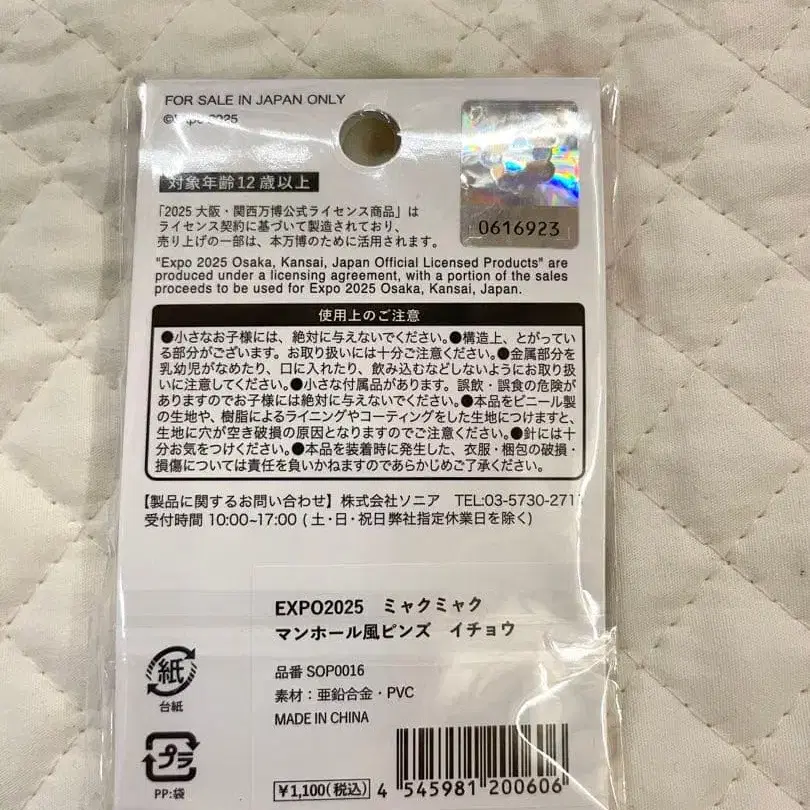 FOR SALE IN JAPAN ONLY
2025
0616923
対象年齢12歳以上
「2025 大阪・関西万博公式ライセンス商品」は
ライセンス契約に基づいて製造されており、
売り上げの一部は、本万博のために活用されます。
"Expo 2025 Osaka, Kansai, Japan Official Licensed Products" are
produced under a licensing agreement, with a portion of the sales
proceeds to be used for Expo 2025 Osaka, Kansai, Japan.
使用上のご注意
●小さなお子様には、絶対に与えないでください。●構造上、とがってい
る部分がございます。お取り扱いには十分ご注意ください。●金属部分を
乳幼児がなめたり、口に入れたり、飲み込むなどしないようにお取り扱
いに注意してください。●小さな付属品があります。誤飲・誤食の危険が
ありますのでお子様には絶対に与えないでください。●本品をビニール製
の生地や、樹脂によるライニングやコーティングをした生地につけますと、
生地に穴が空き破損の原因となりますのでご注意ください。●針には十
分お気をつけください。●本品を装着時に発生した、衣服・梱包の破損・
損傷については責任を負いかねますのであらかじめご了承ください。
【製品に関するお問い合わせ】株式会社ソニア TEL:03-5730-271
受付時間 10:00~17:00 (土・日・祝日弊社指定休業日を除く)
EXPO2025 ミャクミャク
マンホール風ピンズ イチョウ
品番 SOP0016
素材：亜鉛合金・PVC
MADE IN CHINA
¥1,100(税込)
4 545981 200606
紙
台紙
プラ
PP:袋